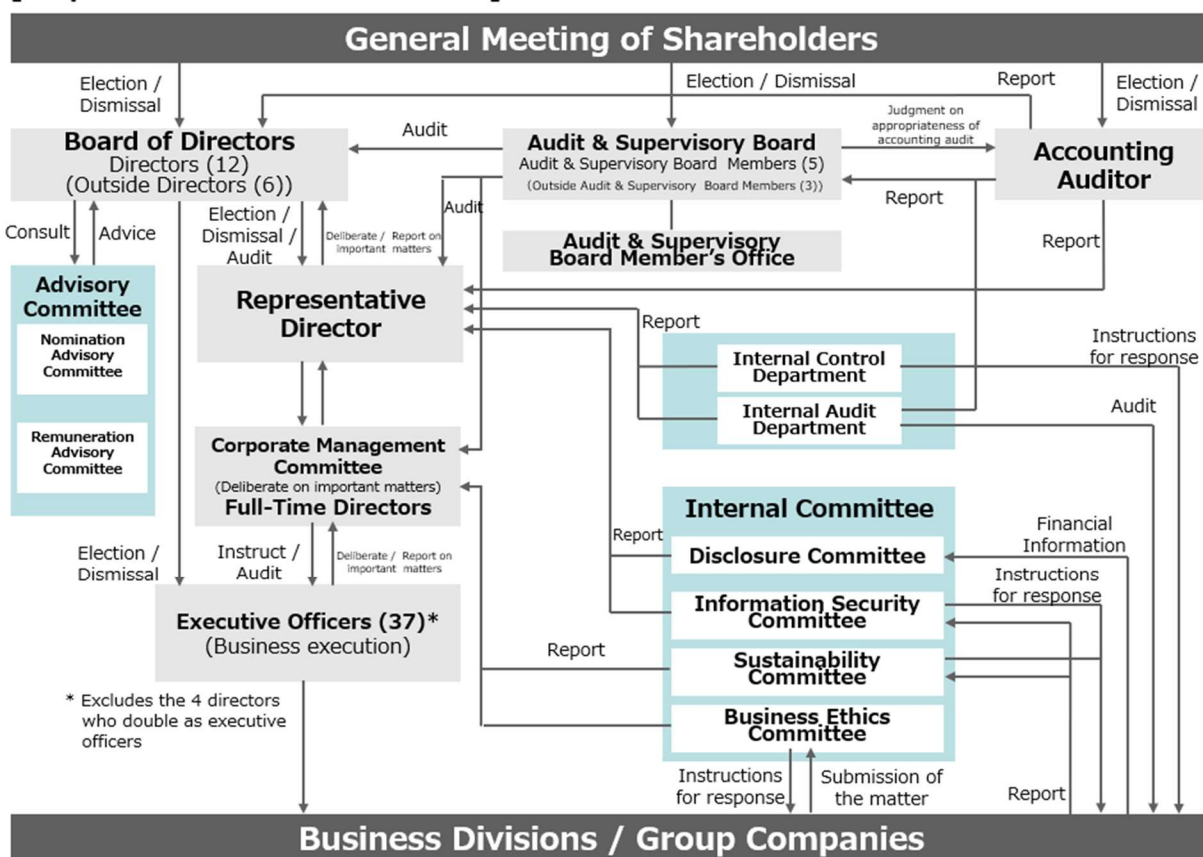 General Meeting of Shareholders
Election /
Dismissal
Election / Dismissal
Report
Election /
Dismissal
Board of Directors
Directors (12)
(Outside Directors (6))
Audit
Audit & Supervisory Board
Audit & Supervisory Board Members (5)
(Outside Audit & Supervisory Board Members (3))
Judgment on
appropriateness of
accounting audit
Accounting
Auditor
Consult
Advice
Election /
Dismissal /
Audit
Deliberate / Report on
important matters
Audit
Report
Audit & Supervisory
Board Member's Office
Report
Advisory
Committee
Nomination
Advisory
Committee
Remuneration
Advisory
Committee
Representative
Director
Report
Internal Control
Department
Internal Audit
Department
Instructions
for response
Audit
Corporate Management
Committee
(Deliberate on important matters)
Full-Time Directors
Election /
Dismissal
Instruct /
Audit
Deliberate / Report on
important matters
Internal Committee
Report
Disclosure Committee
Financial
Information
Information Security
Committee
Instructions
for response
Executive Officers (37)*
(Business execution)
Report
Sustainability
Committee
Business Ethics
Committee
* Excludes the 4 directors
who double as executive
officers
Instructions
for response
Submission of
the matter
Report
Business Divisions / Group Companies